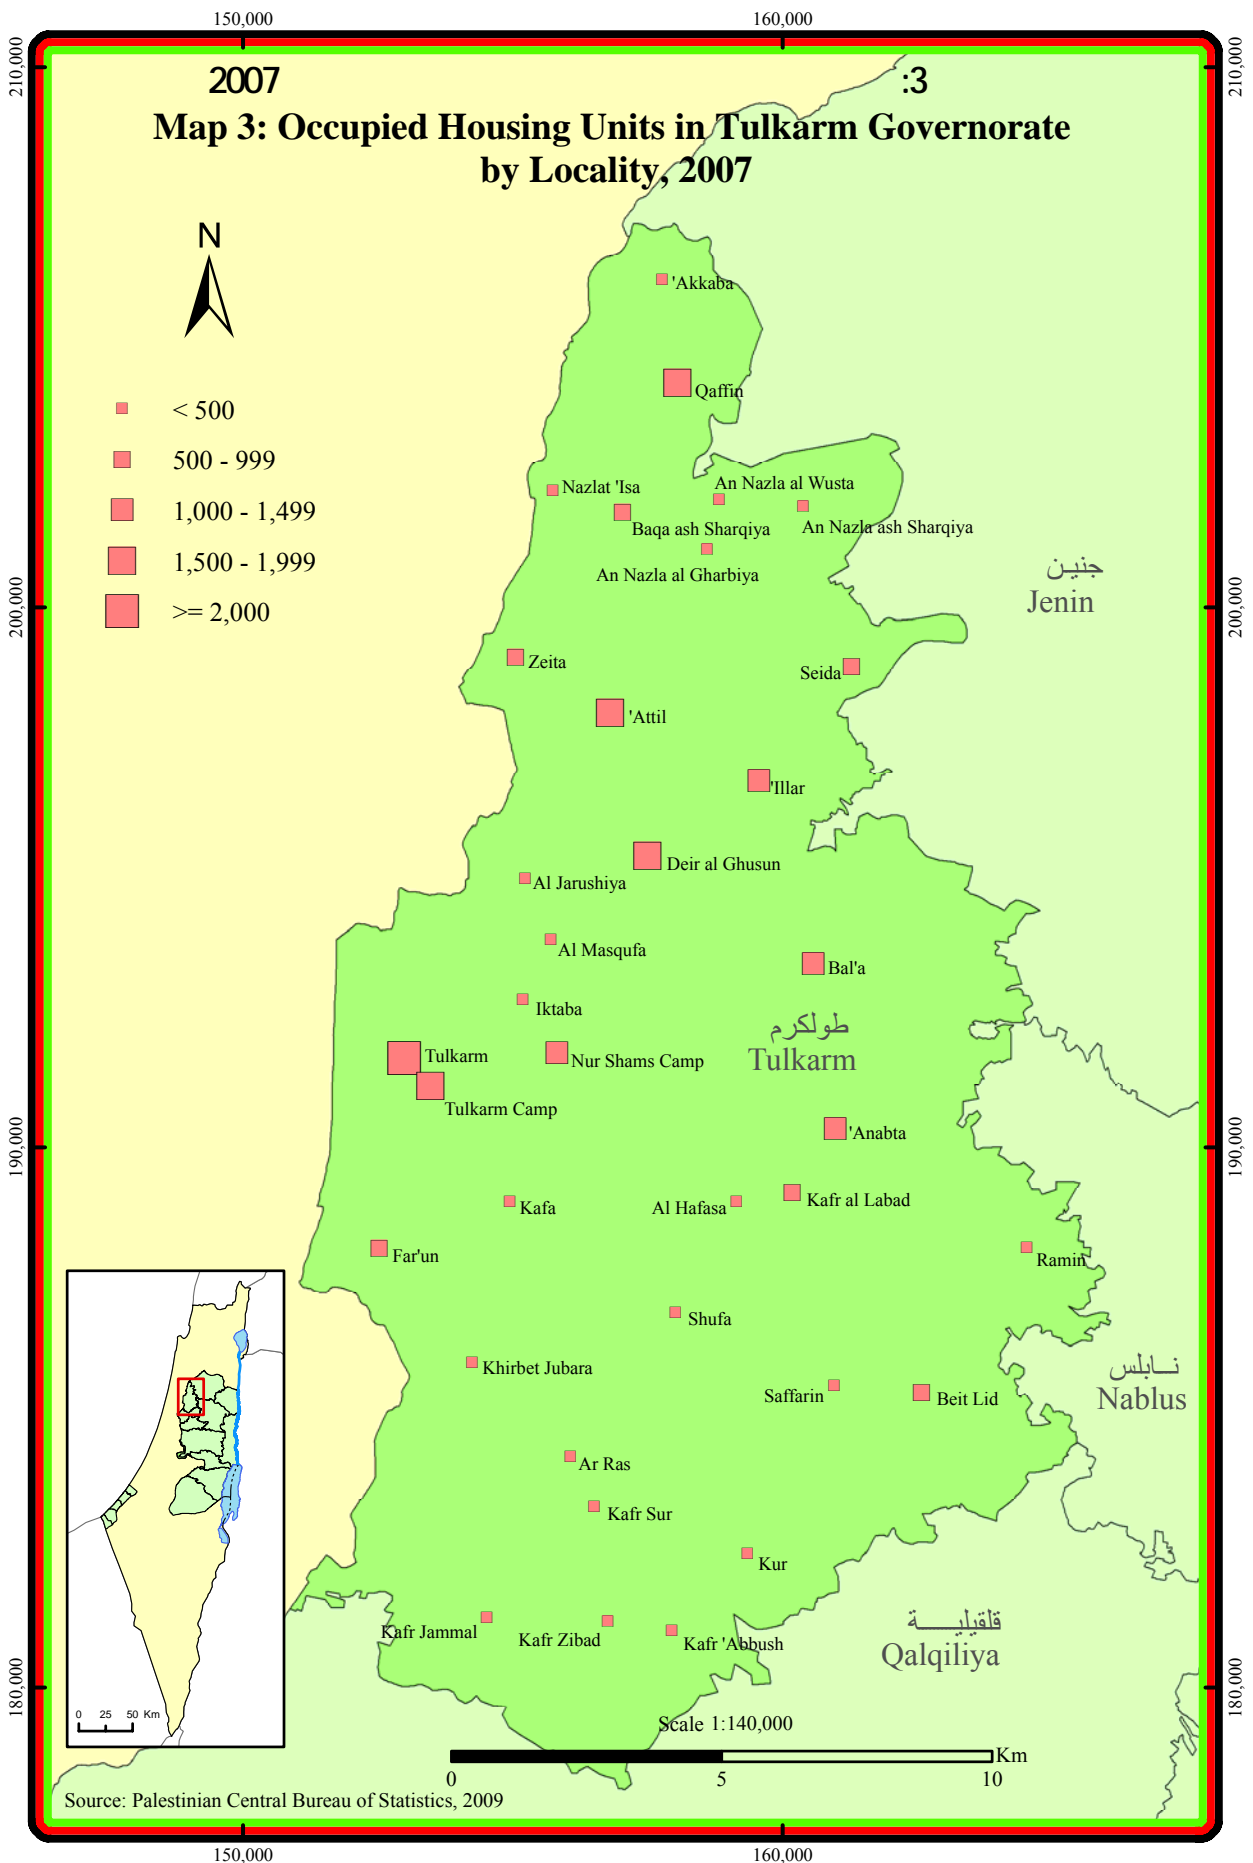 150,000
160,000
210,000
210,000
2007
:3
Map 3: Occupied Housing Units in Tulkarm Governorate
by Locality, 2007
N
< 500
500 - 999
1,000 - 1,499
1,500 - 1,999
>= 2,000
'Akkaba
Qaffin
Nazlat 'Isa
An Nazla al Wusta
Baqa ash Sharqiya
An Nazla ash Sharqiya
An Nazla al Gharbiya
جنيـن
Jenin
200,000
200,000
Zeita
Seida
'Attil
'Illar
Deir al Ghusun
Al Jarushiya
Al Masqufa
Bal'a
Iktaba
طولكرم
Tulkarm
Tulkarm
Nur Shams Camp
Tulkarm Camp
'Anabta
190,000
190,000
Kafa
Al Hafasa
Kafr al Labad
Far'un
Ramin
Shufa
Khirbet Jubara
نــابلس
Nablus
Saffarin
Beit Lid
Ar Ras
Kafr Sur
Kur
قلقيليــــــة
Qalqiliya
Kafr Jammal
Kafr Zibad
Kafr 'Abbush
180,000
180,000
0 25 50 Km
Scale 1:140,000
Km
0 5 10
Source: Palestinian Central Bureau of Statistics, 2009
150,000
160,000